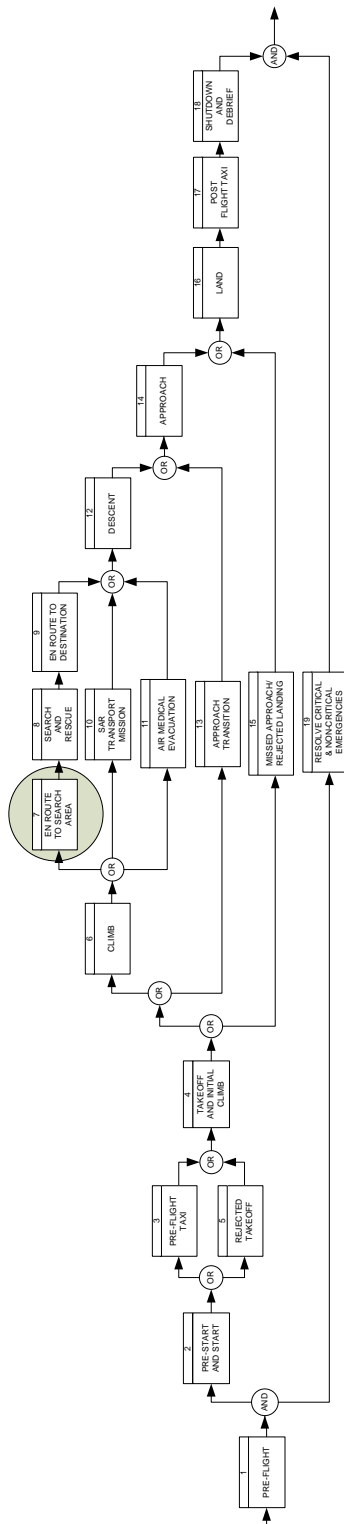 1
PRE-FLIGHT
AND
2
PRE-START
AND START
OR
3
PRE-FLIGHT
TAXI
5
REJECTED
TAKEOFF
OR
4
TAKEOFF
AND INITIAL
CLIMB
OR
OR
6
CLIMB
OR
7
EN ROUTE
TO SEARCH
AREA
8
SEARCH
AND
RESCUE
9
EN ROUTE TO
DESTINATION
10
SAR
TRANSPORT
MISSION
11
AIR MEDICAL
EVACUATION
OR
12
DESCENT
13
APPROACH
TRANSITION
OR
14
APPROACH
15
MISSED APPROACH/
REJECTED LANDING
OR
16
LAND
17
POST
FLIGHT TAXI
18
SHUTDOWN
AND
DEBRIEF
19
RESOLVE CRITICAL
& NON-CRITICAL
EMERGENCIES
AND